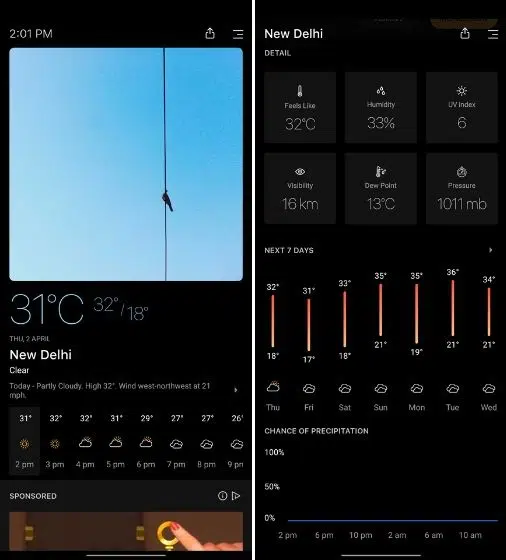 2:01 PM
31°C 32°/18°
THU, 2 APRIL
New Delhi
Clear
Today - Partly Cloudy. High 32°. Wind west-northwest at 21
mph.
31° 32° 32° 31° 29° 27° 27° 26°
2 pm 3 pm 4 pm 5 pm 6 pm 7 pm 8 pm 9 pn
SPONSORED
New Delhi
DETAIL
Feels Like Humidity UV index
32°C 33% 6
Visibility Dew Point Pressure
16 km 13°C 1011 mb
NEXT 7 DAYS
32° 31° 33° 35° 35° 36° 34°
18° 17° 18° 21° 19° 21° 21°
Thu Fri Sat Sun Mon Tue Wed
CHANCE OF PRECIPITATION
100%
50%
0%
2 pm 6 pm 10 pm 2 am 6 am 10 am